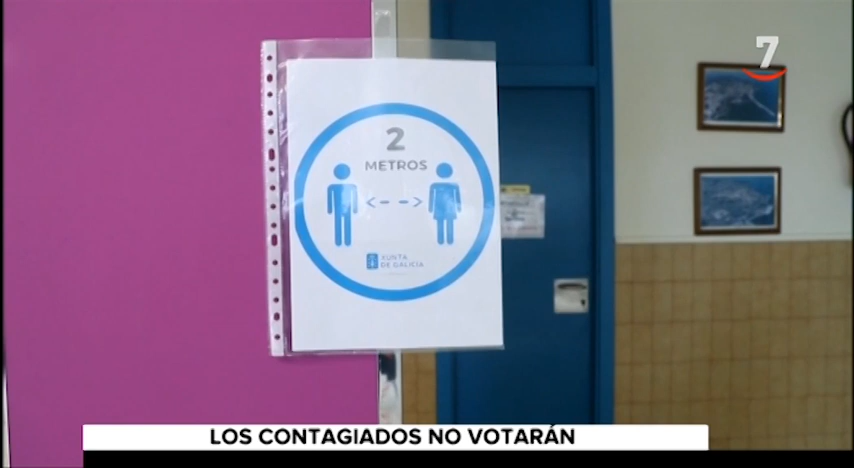 7
2
METROS
XUNTA
DE GALICIA
LOS CONTAGIADOS NO VOTARÁN